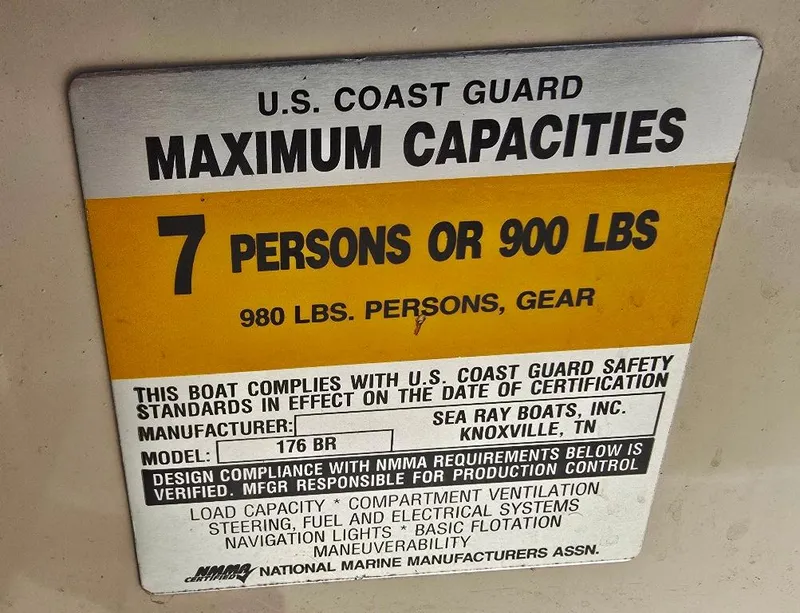 U.S. COAST GUARD
MAXIMUM CAPACITIES
7 PERSONS OR 900 LBS
980 LBS. PERSONS, GEAR
THIS BOAT COMPLIES WITH U.S. COAST GUARD SAFETY
STANDARDS IN EFFECT ON THE DATE OF CERTIFICATION
MANUFACTURER: SEA RAY BOATS, INC.
KNOXVILLE, TN
MODEL: 176 BR
DESIGN COMPLIANCE WITH NMMA REQUIREMENTS BELOW IS
VERIFIED. MFGR RESPONSIBLE FOR PRODUCTION CONTROL
LOAD CAPACITY * COMPARTMENT VENTILATION
STEERING, FUEL AND ELECTRICAL SYSTEMS
NAVIGATION LIGHTS * BASIC FLOTATION
MANEUVERABILITY
NMMA CERTIFIED NATIONAL MARINE MANUFACTURERS ASSN.